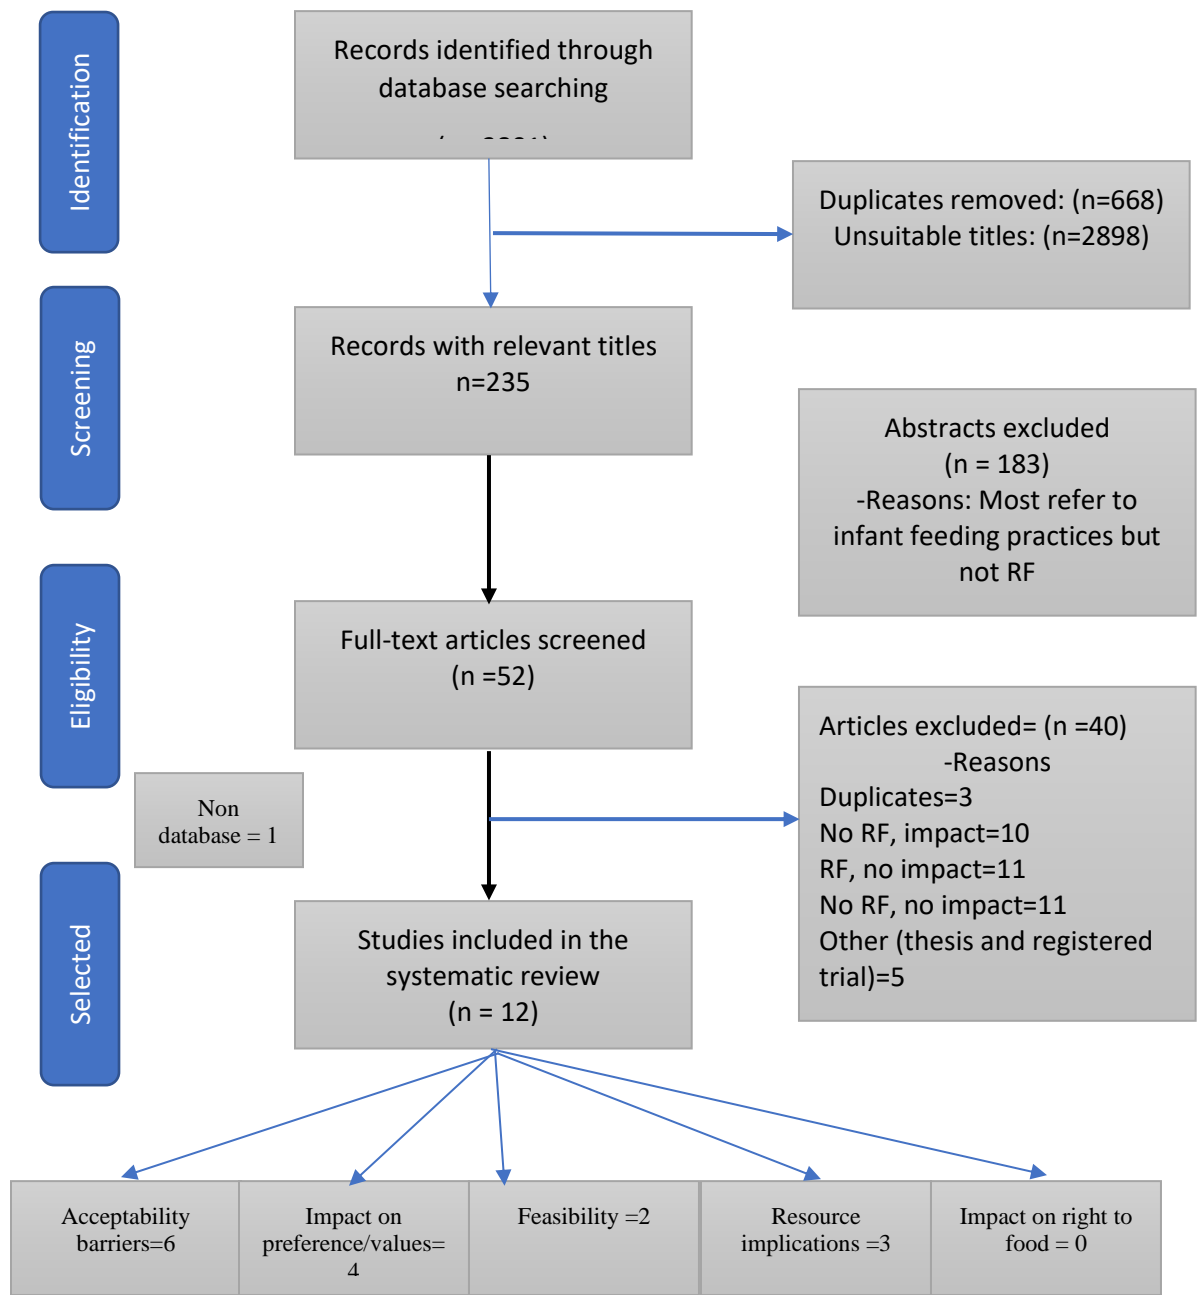 Identification
Records identified through
database searching
Duplicates removed: (n=668)
Unsuitable titles: (n=2898)
Screening
Records with relevant titles
n=235
Abstracts excluded
(n = 183)
-Reasons: Most refer to
infant feeding practices but
not RF
Eligibility
Full-text articles screened
(n =52)
Articles excluded= (n =40)
-Reasons
Duplicates=3
No RF, impact=10
RF, no impact=11
No RF, no impact=11
Other (thesis and registered
trial)=5
Non
database = 1
Selected
Studies included in the
systematic review
(n = 12)
Acceptability
barriers=6
Impact on
preference/values=
4
Feasibility =2
Resource
implications =3
Impact on right to
food = 0